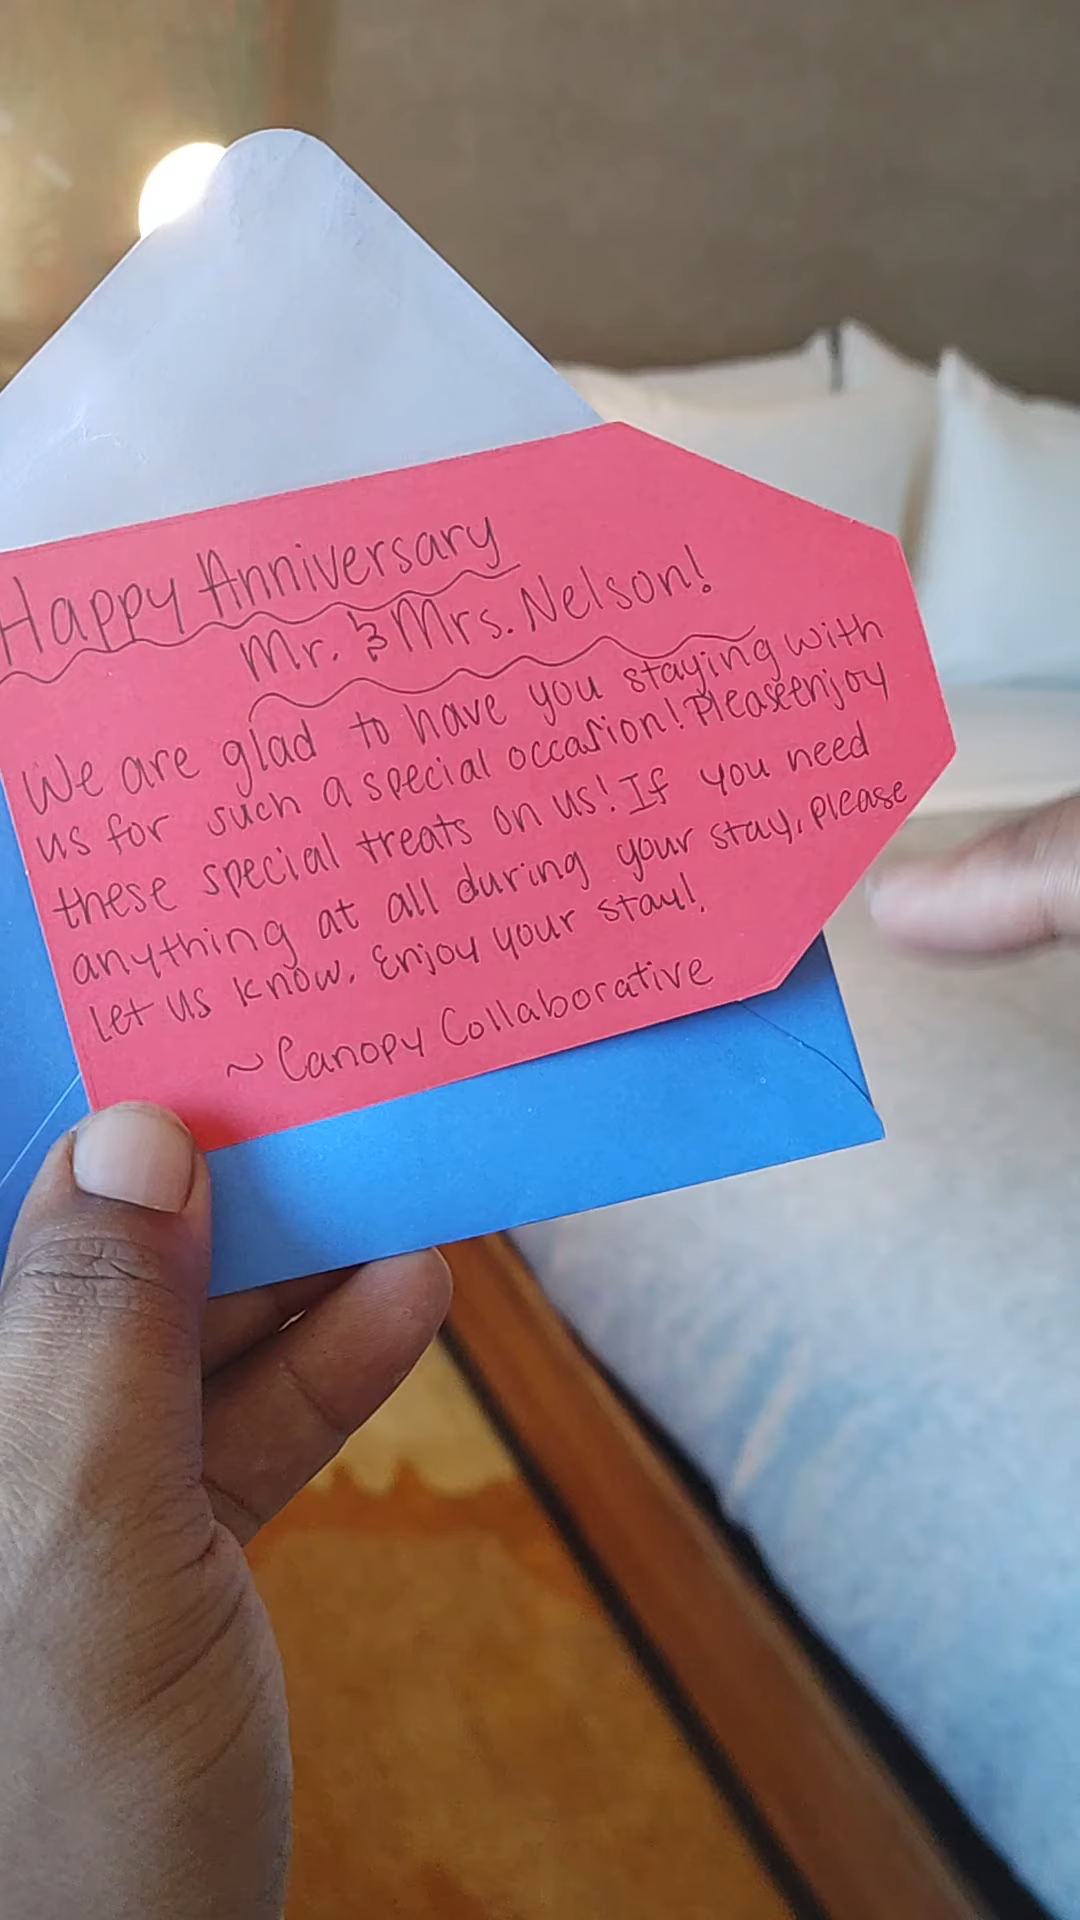 Happy Anniversary
Mr. & Mrs. Nelson!
We are glad to have you staying with
us for such a special occasion! Please enjoy
these special treats on us! If you need
anything at all during your stay, please
let us know. Enjoy your stay!
~ Canopy Collaborative